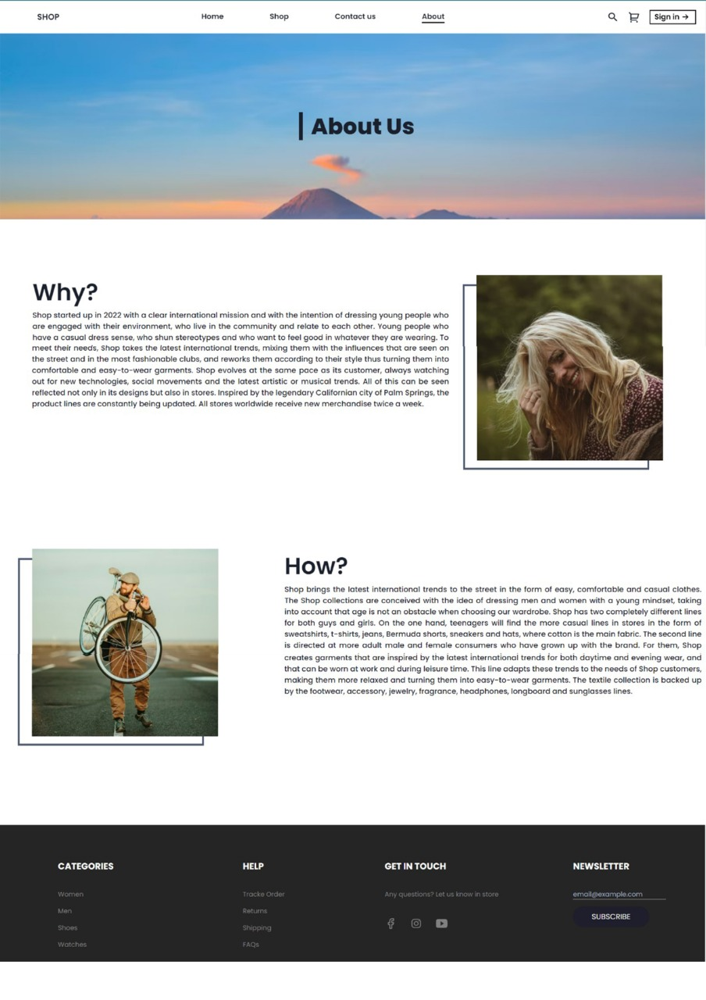 SHOP Home Shop Contact us About Sign in →
About Us
Why?
Shop started up in 2022 with a clear international mission and with the intention of dressing young people who
are engaged with their environment, who live in the community and relate to each other. Young people who
have a casual dress sense, who shun stereotypes and who want to feel good in whatever they are wearing. To
meet their needs, Shop takes the latest international trends, mixing them with the influences that are seen on
the street and in the most fashionable clubs, and reworks them according to their style thus turning them into
comfortable and easy-to-wear garments. Shop evolves at the same pace as its customer, always watching
out for new technologies, social movements and the latest artistic or musical trends. All of this can be seen
reflected not only in its designs but also in stores. Inspired by the legendary Californian city of Palm Springs, the
product lines are constantly being updated. All stores worldwide receive new merchandise twice a week.
How?
Shop brings the latest international trends to the street in the form of easy, comfortable and casual clothes.
The Shop collections are conceived with the idea of dressing men and women with a young mindset, taking
into account that age is not an obstacle when choosing our wardrobe. Shop has two completely different lines
for both guys and girls. On the one hand, teenagers will find the more casual lines in stores in the form of
sweatshirts, t-shirts, jeans, Bermuda shorts, sneakers and hats, where cotton is the main fabric. The second line
is directed at more adult male and female consumers who have grown up with the brand. For them, Shop
creates garments that are inspired by the latest international trends for both daytime and evening wear, and
that can be worn at work and during leisure time. This line adapts these trends to the needs of Shop customers,
making them more relaxed and turning them into easy-to-wear garments. The textile collection is backed up
by the footwear, accessory, jewelry, fragrance, headphones, longboard and sunglasses lines.
CATEGORIES
Women
Men
Shoes
Watches
HELP
Tracke Order
Returns
Shipping
FAQs
GET IN TOUCH
Any questions? Let us know in store
NEWSLETTER
email@example.com
SUBSCRIBE